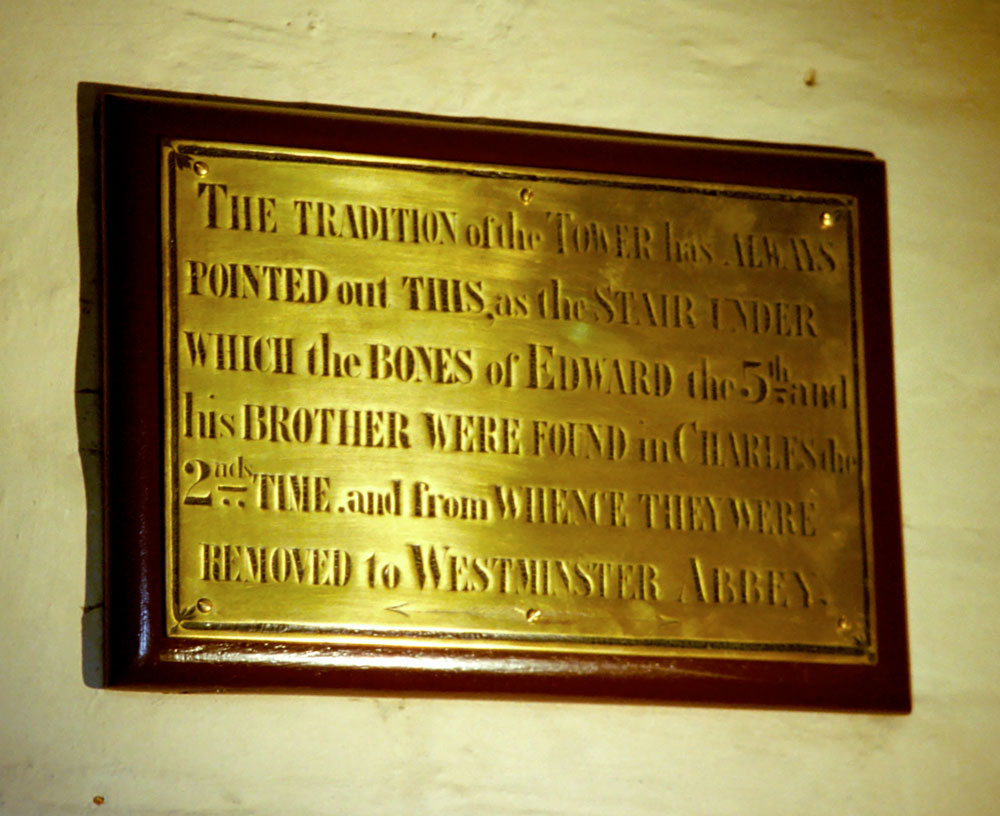 THE TRADITION of the TOWER has ALWAYS
POINTED out THIS, as the STAIR UNDER
WHICH the BONES of EDWARD the 5th and
his BROTHER WERE FOUND in CHARLES the
2nds TIME . and from WHENCE THEY WERE
REMOVED to WESTMINSTER ABBEY.